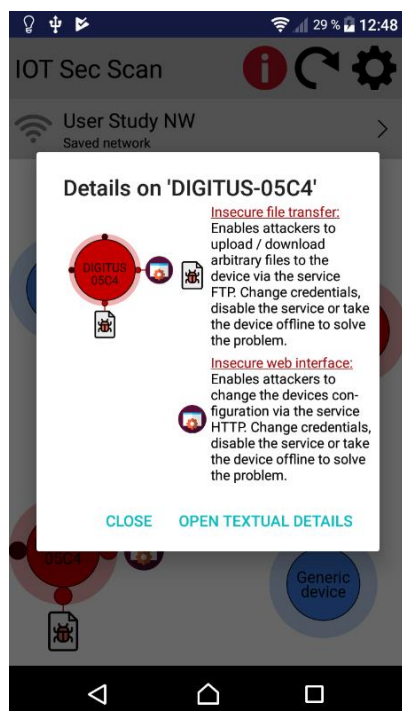 29 % 12:48
IOT Sec Scan
User Study NW
Saved network
Details on 'DIGITUS-05C4'
DIGITUS
05C4
Insecure file transfer:
Enables attackers to
upload / download
arbitrary files to the
device via the service
FTP. Change credentials,
disable the service or take
the device offline to solve
the problem.
Insecure web interface:
Enables attackers to
change the devices con-
figuration via the service
HTTP. Change credentials,
disable the service or take
the device offline to solve
the problem.
CLOSE OPEN TEXTUAL DETAILS
05C4
Generic
device